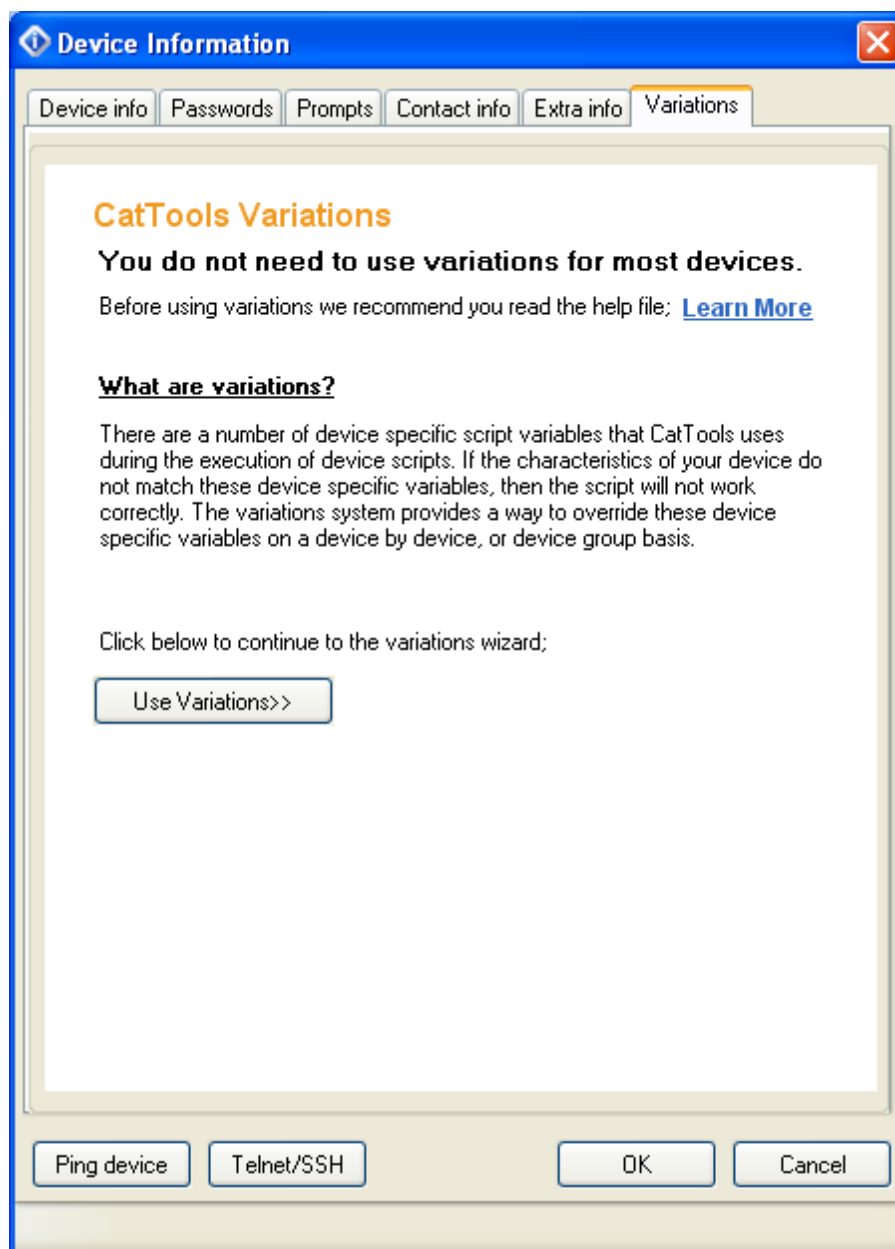 Device Information
Device info Passwords Prompts Contact info Extra info Variations
CatTools Variations
You do not need to use variations for most devices.
Before using variations we recommend you read the help file; Learn More
What are variations?
There are a number of device specific script variables that CatTools uses
during the execution of device scripts. If the characteristics of your device do
not match these device specific variables, then the script will not work
correctly. The variations system provides a way to override these device
specific variables on a device by device, or device group basis.
Click below to continue to the variations wizard;
Use Variations>>
Ping device Telnet/SSH OK Cancel